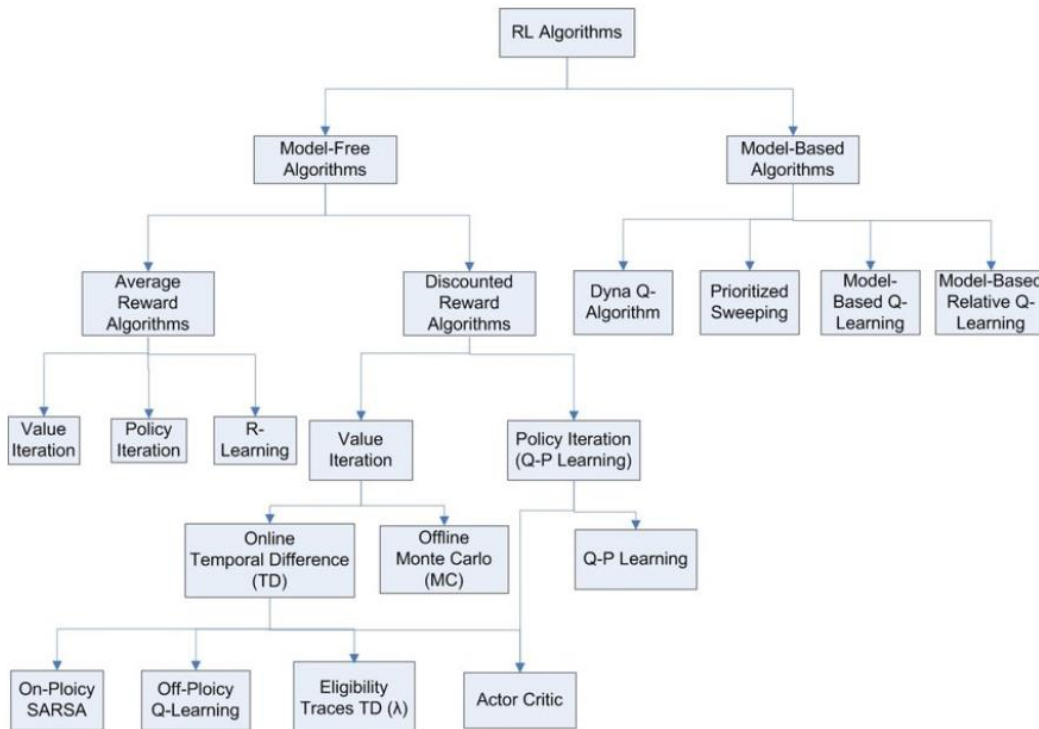 RL Algorithms
Model-Free
Algorithms
Model-Based
Algorithms
Average
Reward
Algorithms
Discounted
Reward
Algorithms
Dyna Q-
Algorithm
Prioritized
Sweeping
Model-
Based Q-
Learning
Model-Based
Relative Q-
Learning
Value
Iteration
Policy
Iteration
R-
Learning
Value
Iteration
Policy Iteration
(Q-P Learning)
Online
Temporal Difference
(TD)
Offline
Monte Carlo
(MC)
Q-P Learning
On-Ploicy
SARSA
Off-Ploicy
Q-Learning
Eligibility
Traces TD (λ)
Actor Critic